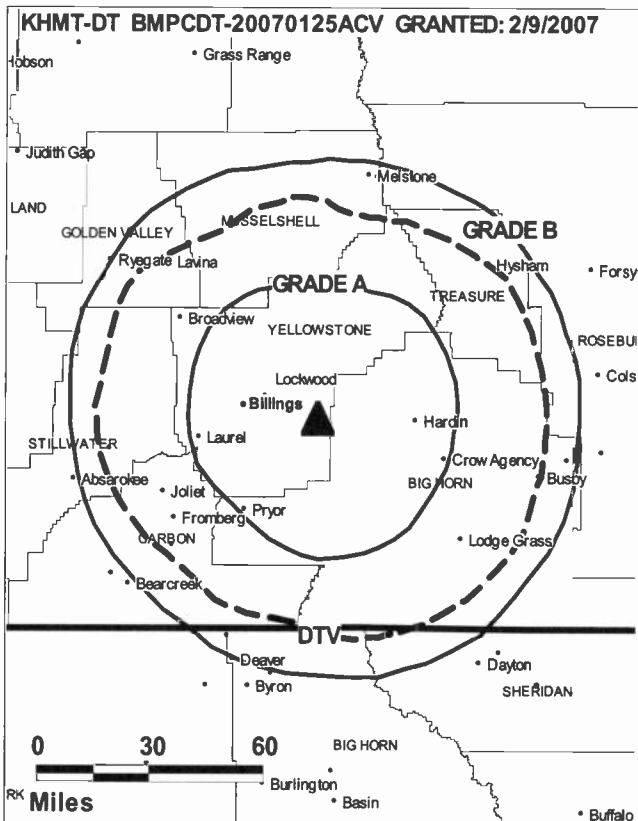 KHMT-DT BMPCDT-20070125ACV GRANTED: 2/9/2007
Hobson
Grass Range
Judith Gap
Melstone
LAND
MUSSELSHELL
GOLDEN VALLEY
GRADE B
Ryegate Lavina
Hysham
Forsy
GRADE A
TREASURE
Broadview
YELLOWSTONE
ROSEBU
Lockwood
Cols
Billings
Hardin
Laurel
STILLWATER
Crow Agency
Absarokee
BIG HORN
Busby
Joliet
Pryor
Fromberg
CARBON
Lodge Grass
Bearcreek
DTV
Deaver
Dayton
Byron
SHERIDAN
0 30 60
BIG HORN
Burlington
RK Miles
Basin
Buffalo